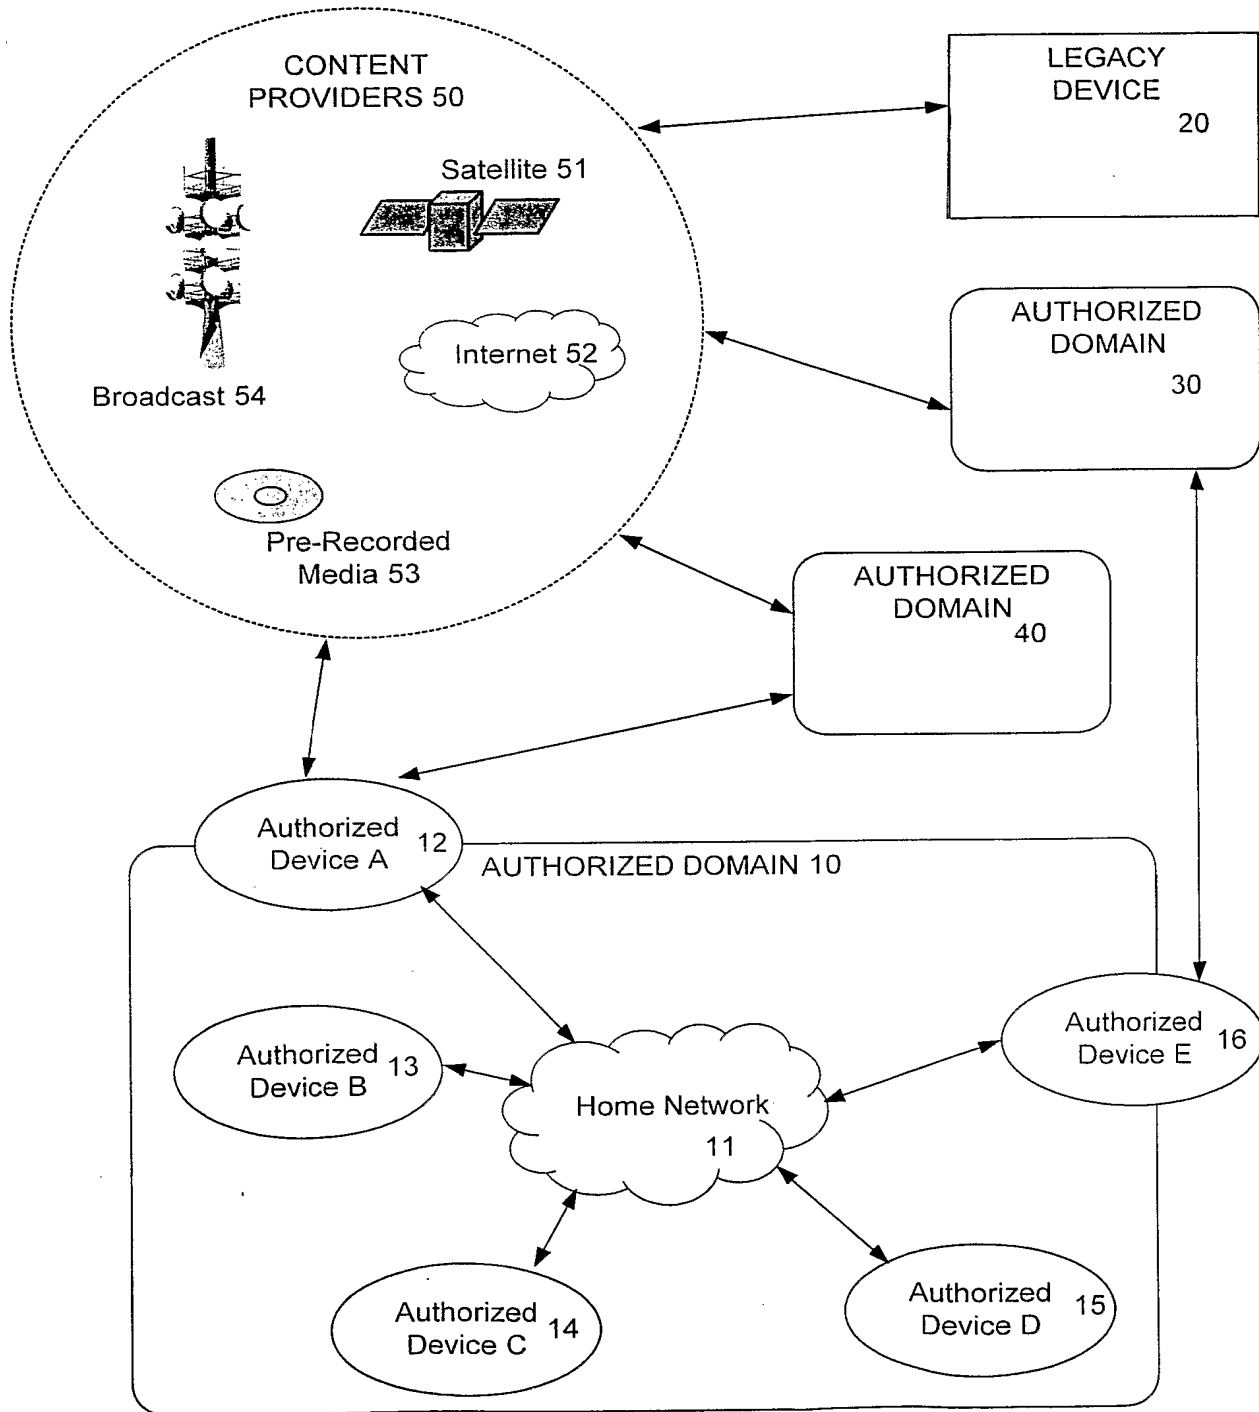 CONTENT
PROVIDERS 50
Satellite 51
Internet 52
Broadcast 54
Pre-Recorded
Media 53
LEGACY
DEVICE
20
AUTHORIZED
DOMAIN
30
AUTHORIZED
DOMAIN
40
Authorized
Device A
12
AUTHORIZED DOMAIN 10
Authorized
Device B
13
Home Network
11
Authorized
Device E
16
Authorized
Device C
14
Authorized
Device D
15